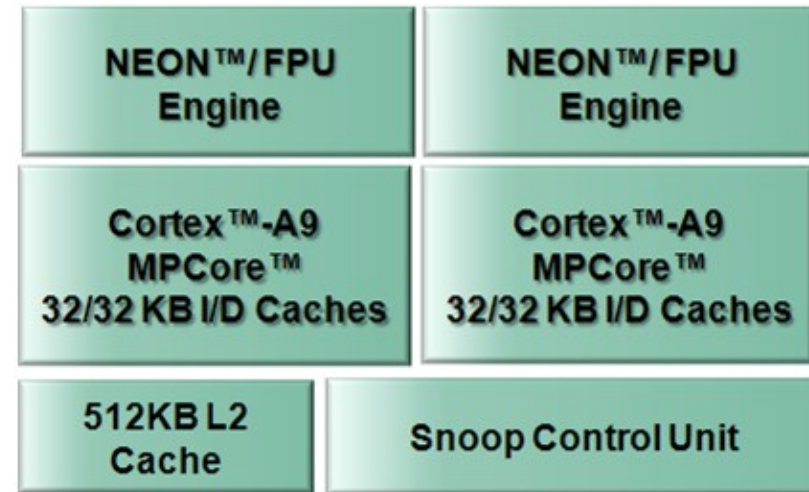 NEON™/FPU
Engine
NEON™/FPU
Engine
Cortex™-A9
MPCore™
32/32 KB I/D Caches
Cortex™-A9
MPCore™
32/32 KB I/D Caches
512KB L2
Cache
Snoop Control Unit